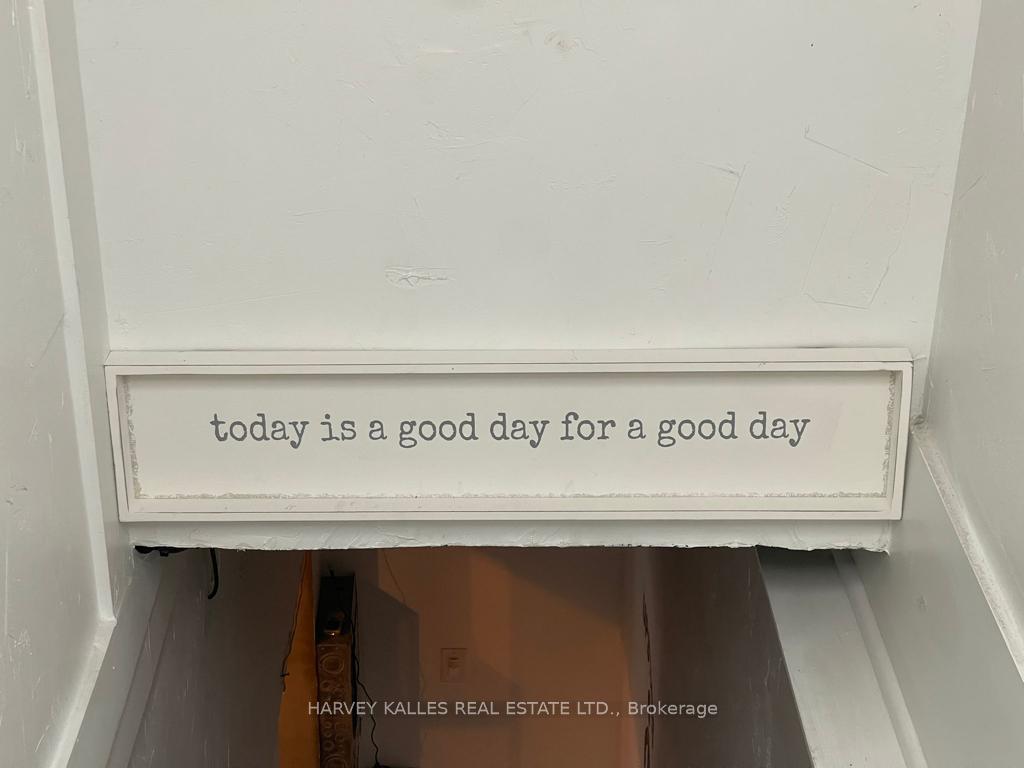 today is a good day for a good day
HARVEY KALLES REAL ESTATE LTD., Brokerage